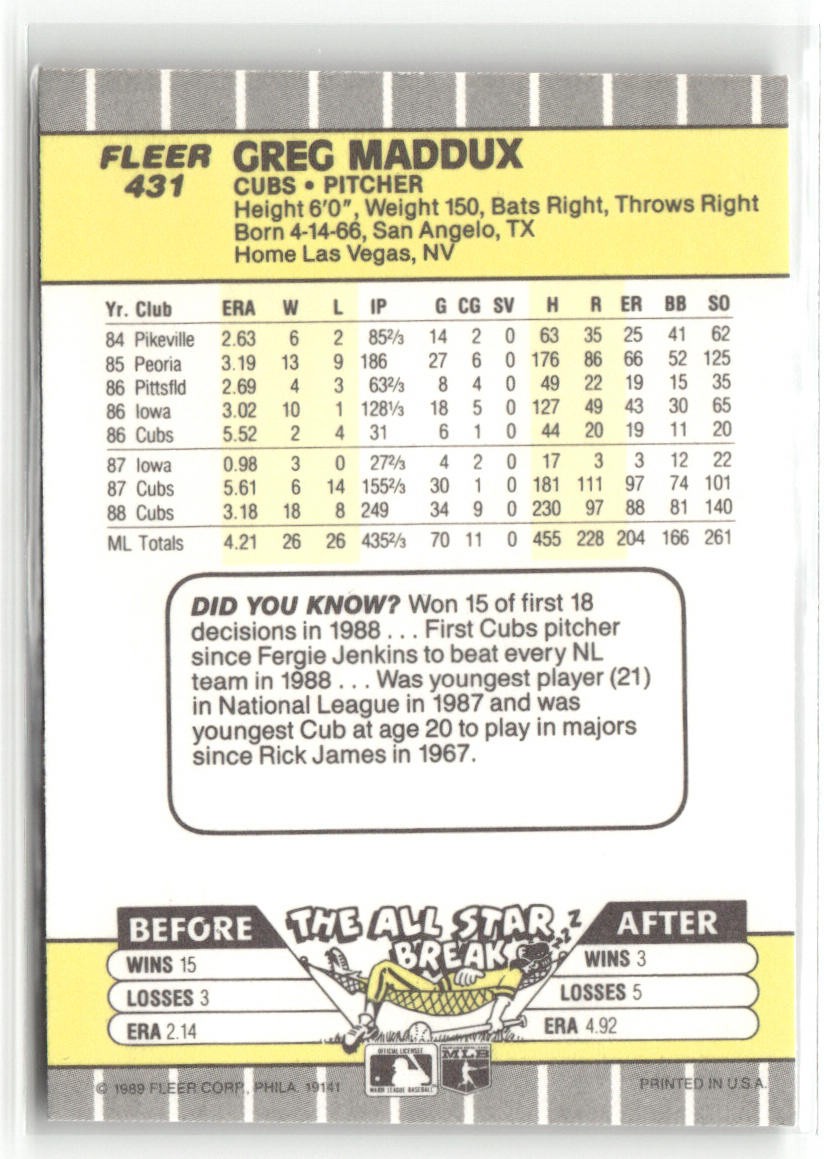 FLEER
431
GREG MADDUX
CUBS • PITCHER
Height 6'0", Weight 150, Bats Right, Throws Right
Born 4-14-66, San Angelo, TX
Home Las Vegas, NV
Yr. Club ERA W L IP G CG SV H R ER BB SO
84 Pikeville 2.63 6 2 85⅔ 14 2 0 63 35 25 41 62
85 Peoria 3.19 13 9 186 27 6 0 176 86 66 52 125
86 Pittsfld 2.69 4 3 63⅔ 8 4 0 49 22 19 15 35
86 Iowa 3.02 10 1 128⅓ 18 5 0 127 49 43 30 65
86 Cubs 5.52 2 4 31 6 1 0 44 20 19 11 20
87 Iowa 0.98 3 0 27⅔ 4 2 0 17 3 3 12 22
87 Cubs 5.61 6 14 155⅔ 30 1 0 181 111 97 74 101
88 Cubs 3.18 18 8 249 34 9 0 230 97 88 81 140
ML Totals 4.21 26 26 435⅔ 70 11 0 455 228 204 166 261
DID YOU KNOW? Won 15 of first 18
decisions in 1988 . . . First Cubs pitcher
since Fergie Jenkins to beat every NL
team in 1988 . . . Was youngest player (21)
in National League in 1987 and was
youngest Cub at age 20 to play in majors
since Rick James in 1967.
THE ALL STAR
BREAK
ZZZZ
BEFORE
WINS 15
LOSSES 3
ERA 2.14
AFTER
WINS 3
LOSSES 5
ERA 4.92
OFFICIAL LICENSEE
MAJOR LEAGUE BASEBALL
MLB
© 1989 FLEER CORP., PHILA. 19141
PRINTED IN U.S.A.